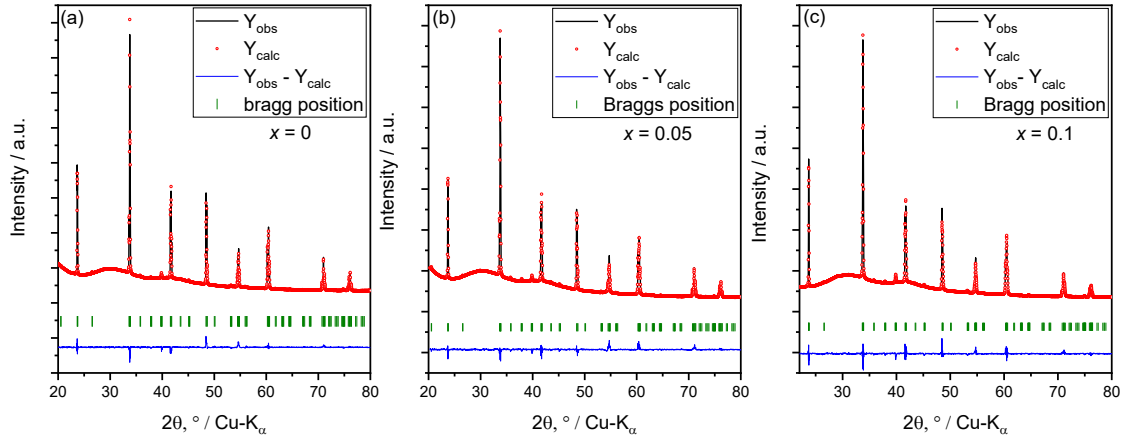 (a)
Y_obs
Y_calc
Y_obs - Y_calc
bragg position
x = 0
Intensity / a.u.
20 30 40 50 60 70 80
2θ, ° / Cu-K_α
(b)
Y_obs
Y_calc
Y_obs - Y_calc
Braggs position
x = 0.05
Intensity / a.u.
20 30 40 50 60 70 80
2θ, ° / Cu-K_α
(c)
Y_obs
Y_calc
Y_obs- Y_calc
Bragg position
x = 0.1
Intensity / a.u.
30 40 50 60 70 80
2θ, ° / Cu-K_α